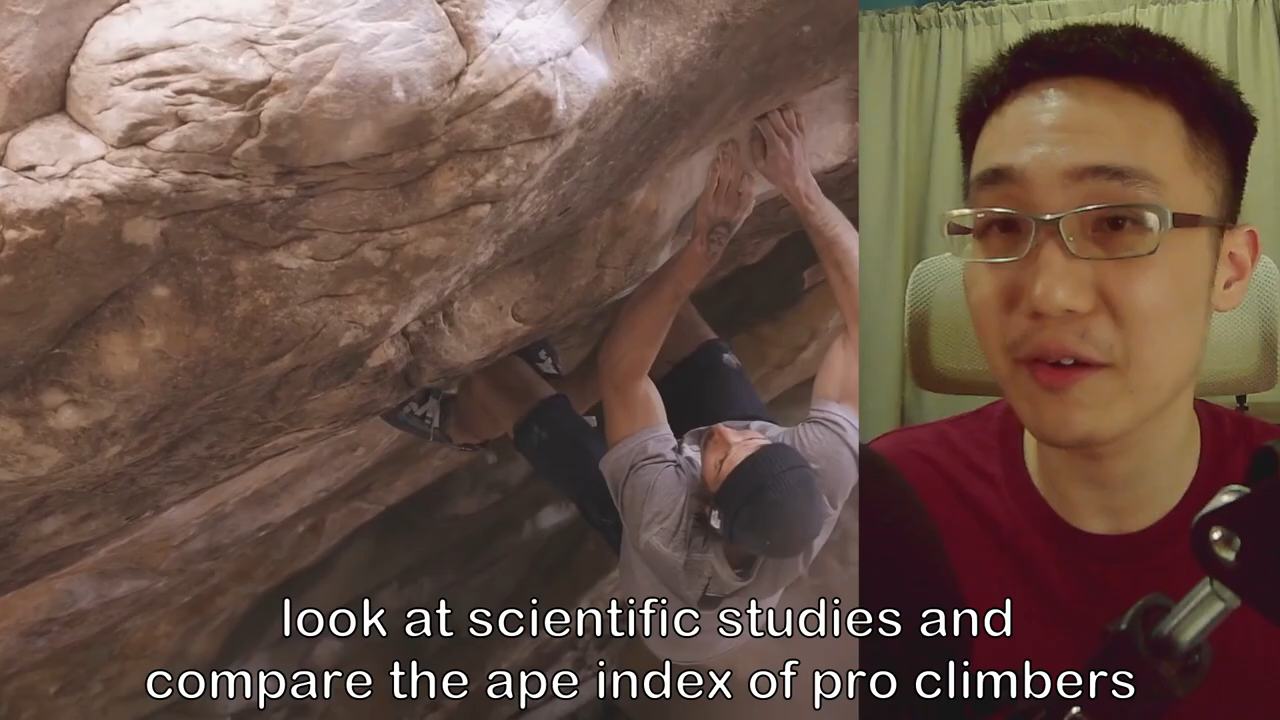 look at scientific studies and
compare the ape index of pro climbers